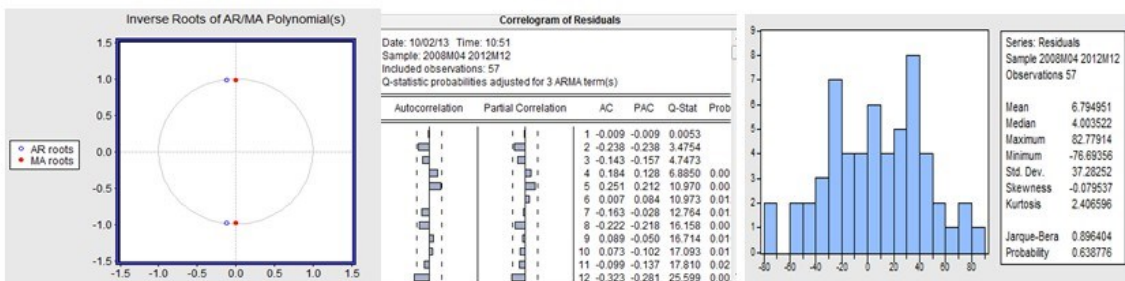 Inverse Roots of AR/MA Polynomial(s)
1.5
1.0
0.5
0.0
-0.5
-1.0
-1.5
-1.5 -1.0 -0.5 0.0 0.5 1.0 1.5
AR roots
MA roots
Correlogram of Residuals
Date: 10/02/13 Time: 10:51
Sample: 2008M04 2012M12
Included observations: 57
Q-statistic probabilities adjusted for 3 ARMA term(s)
Autocorrelation Partial Correlation AC PAC Q-Stat Prob
1 -0.009 -0.009 0.0053
2 -0.238 -0.238 3.4754
3 -0.143 -0.157 4.7473
4 0.184 0.128 6.8850 0.00
5 0.251 0.212 10.970 0.00
6 0.007 0.084 10.973 0.01
7 -0.163 -0.028 12.764 0.01
8 -0.222 -0.218 16.158 0.00
9 0.089 -0.050 16.714 0.01
10 0.073 -0.102 17.093 0.01
11 -0.099 -0.137 17.810 0.02
12 -0.323 -0.281 25.599 0.00
9
8
7
6
5
4
3
2
1
0
-80 -60 -40 -20 0 20 40 60 80
Series: Residuals
Sample 2008M04 2012M12
Observations 57
Mean 6.794951
Median 4.003522
Maximum 82.77914
Minimum -76.69356
Std. Dev. 37.28252
Skewness -0.079537
Kurtosis 2.406596
Jarque-Bera 0.896404
Probability 0.638776